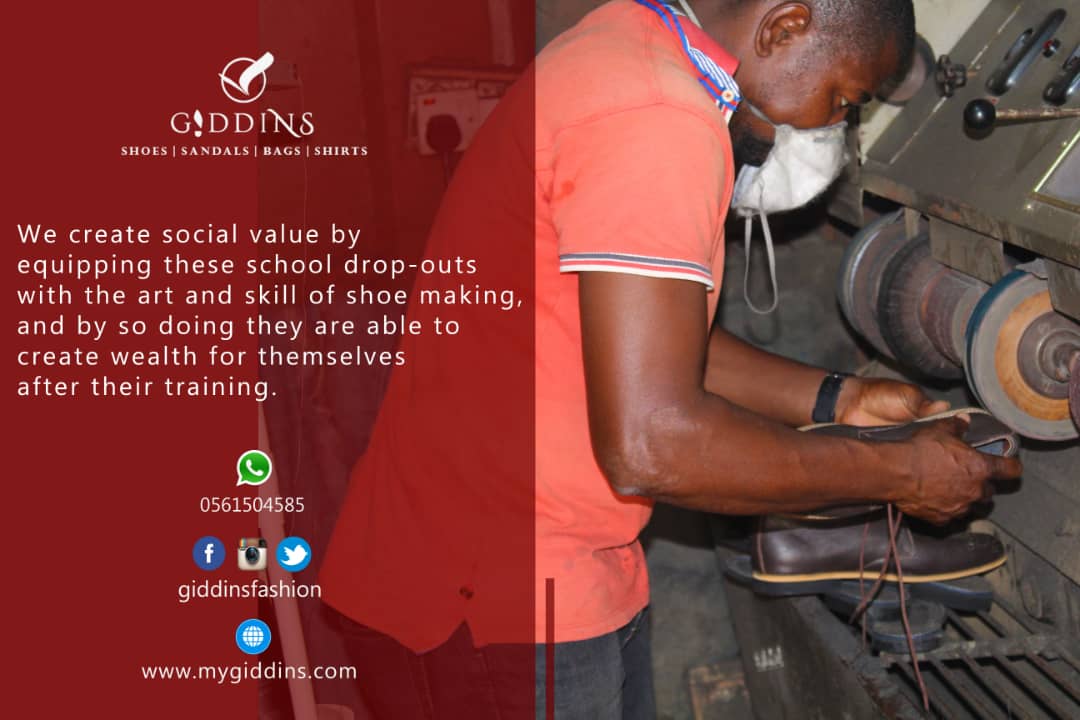 G!DDINS
SHOES | SANDALS | BAGS | SHIRTS
We create social value by
equipping these school drop-outs
with the art and skill of shoe making,
and by so doing they are able to
create wealth for themselves
after their training.
0561504585
giddinsfashion
www.mygiddins.com